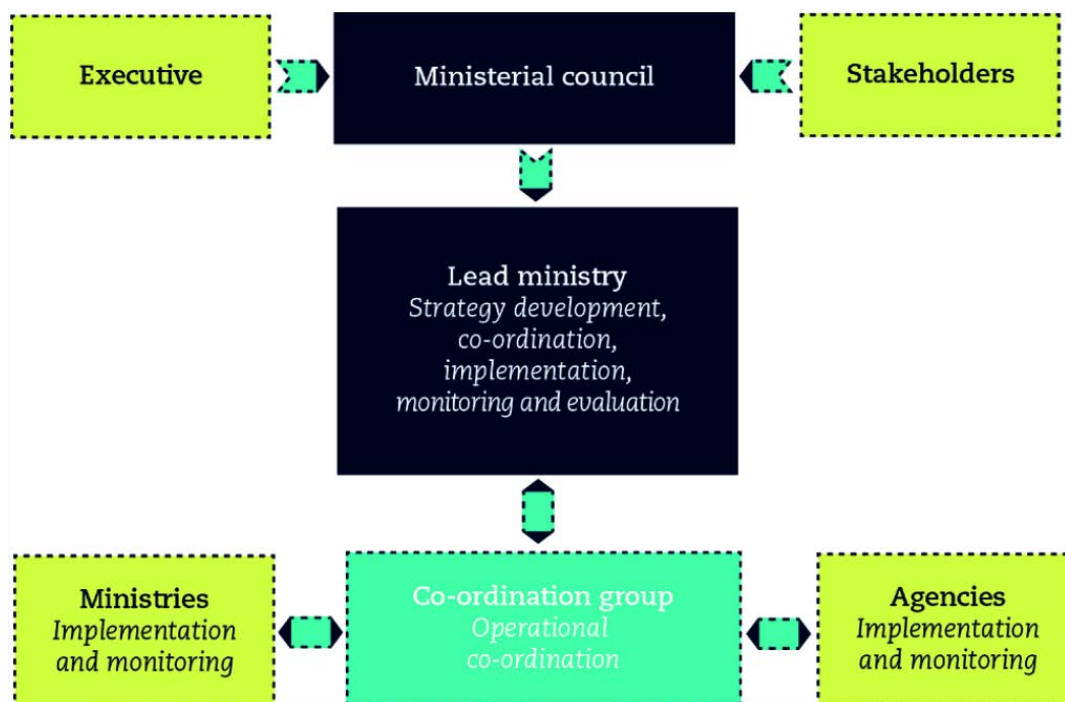 Executive
Ministerial council
Stakeholders
Lead ministry
Strategy development,
co-ordination,
implementation,
monitoring and evaluation
Ministries
Implementation
and monitoring
Co-ordination group
Operational
co-ordination
Agencies
Implementation
and monitoring